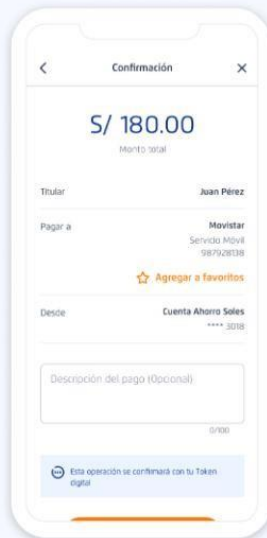 Confirmación
S/ 180.00
Monto total
Titular Juan Pérez
Pagar a Movistar
Servicio Móvil
987928138
Agregar a favoritos
Desde Cuenta Ahorro Soles
**** 3018
Descripción del pago (Opcional)
0/100
Esta operación se confirmará con tu Token
digital